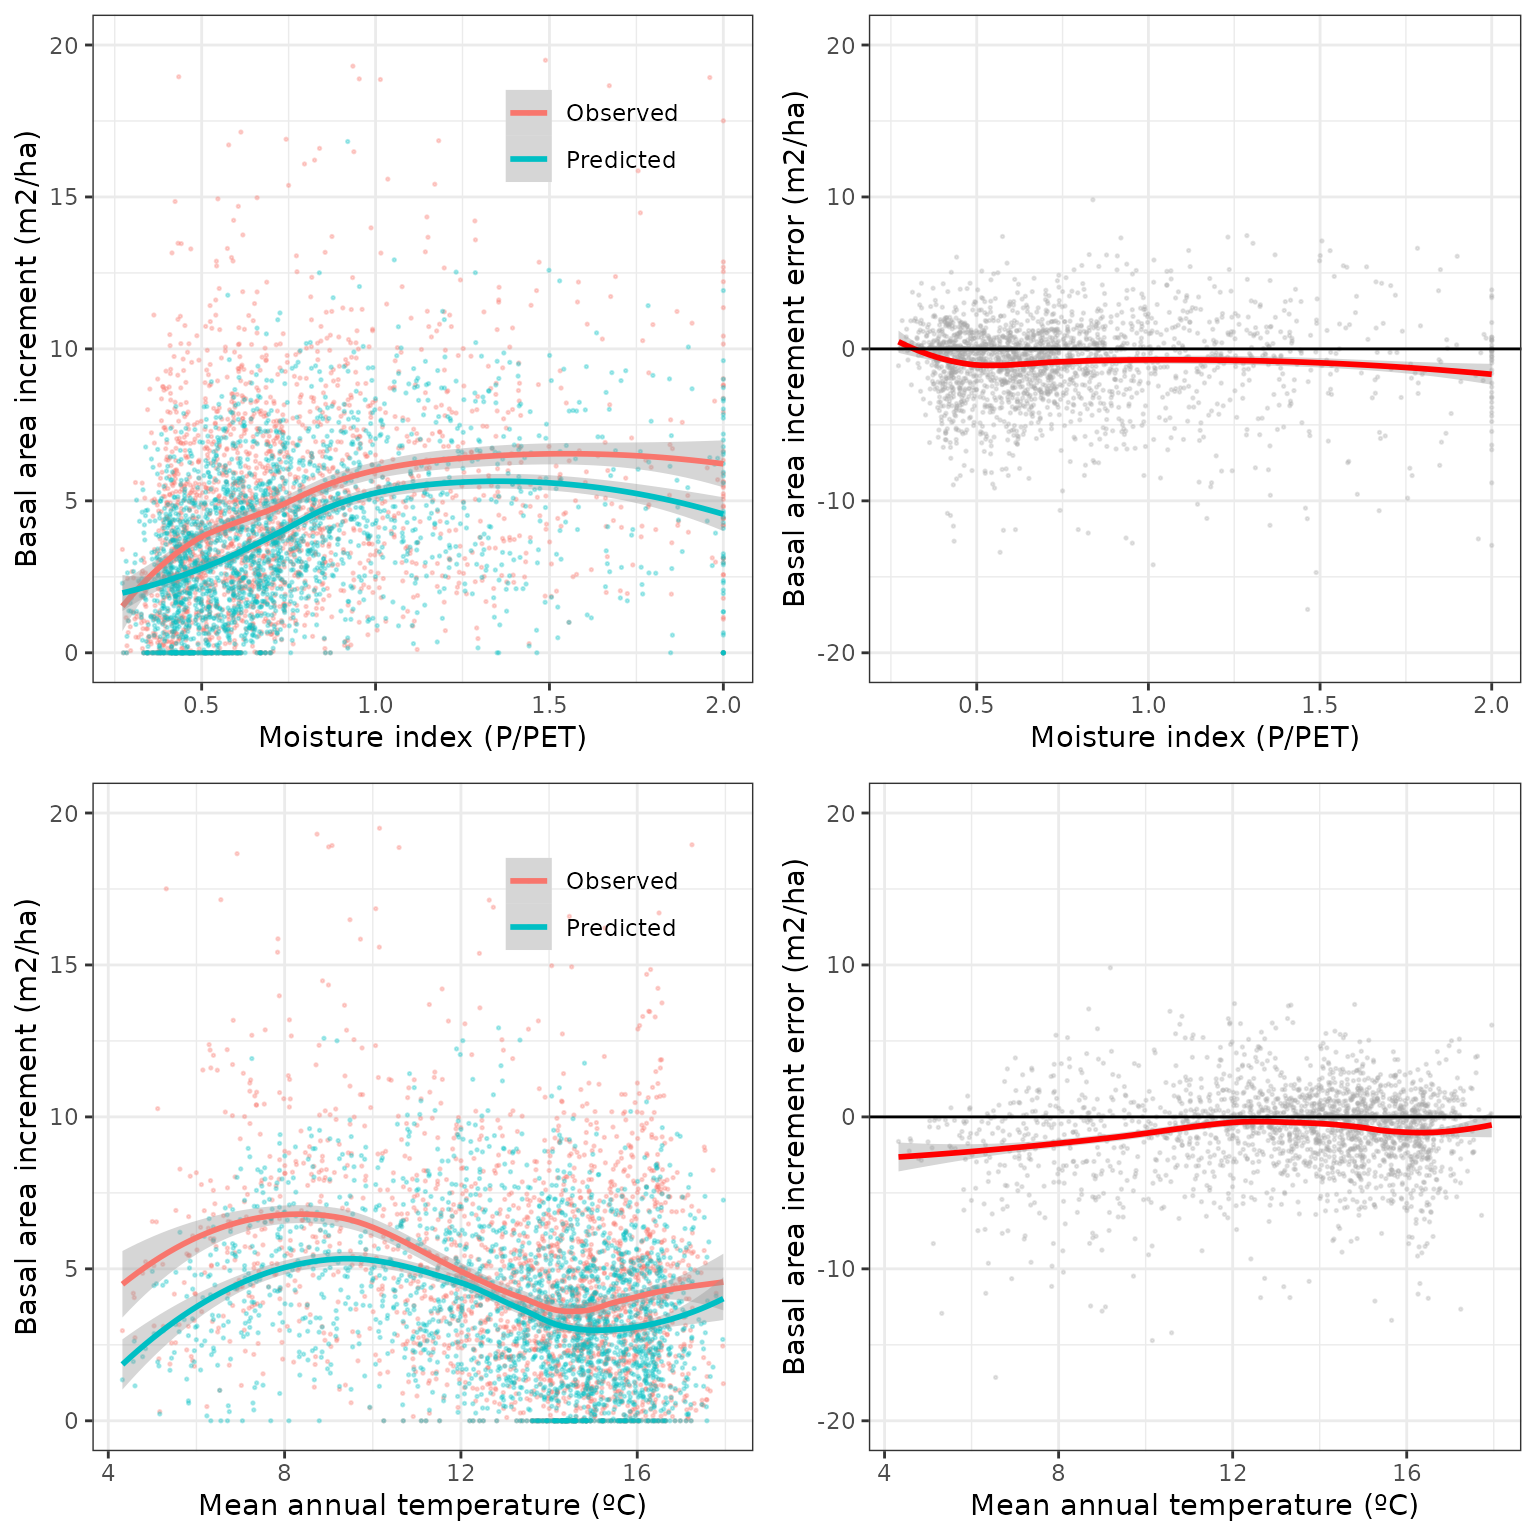 Basal area increment (m2/ha)
20
15
10
5
0
Observed
Predicted
0.5 1.0 1.5 2.0
Moisture index (P/PET)
Basal area increment error (m2/ha)
20
10
0
-10
-20
0.5 1.0 1.5 2.0
Moisture index (P/PET)
Basal area increment (m2/ha)
20
15
10
5
0
Observed
Predicted
4 8 12 16
Mean annual temperature (ºC)
Basal area increment error (m2/ha)
20
10
0
-10
-20
4 8 12 16
Mean annual temperature (ºC)